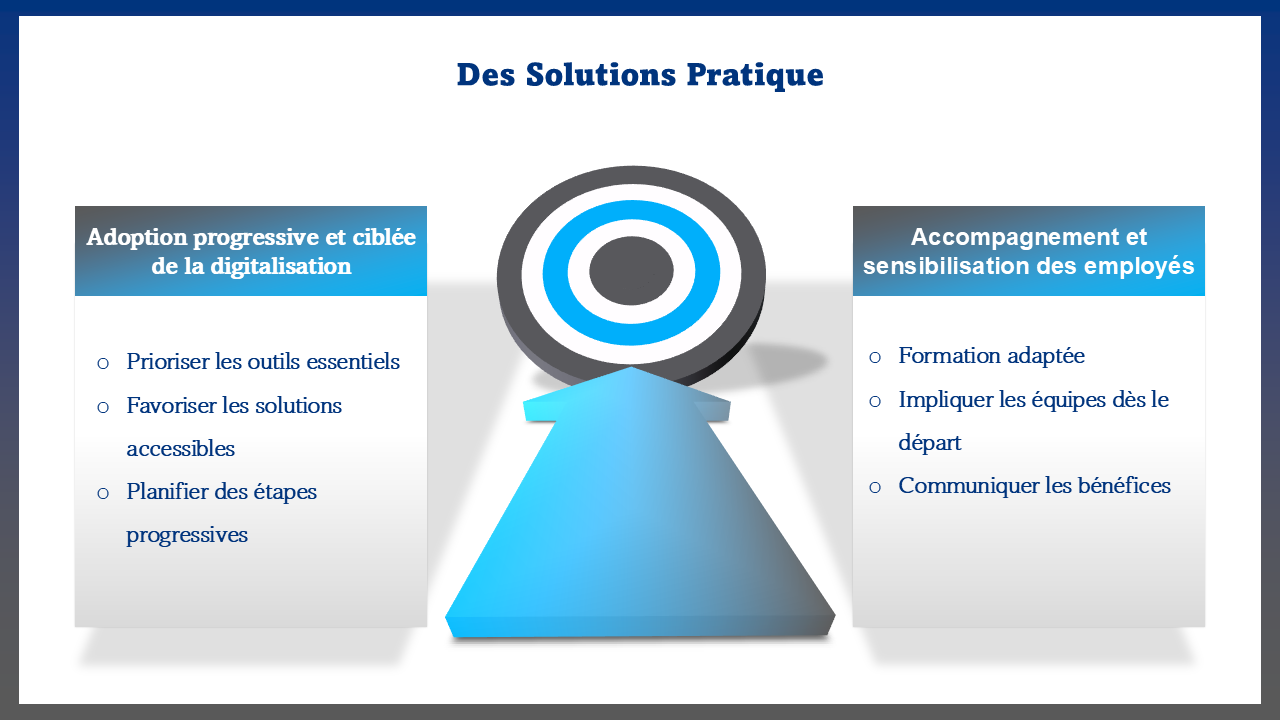 Des Solutions Pratique
Adoption progressive et ciblée
de la digitalisation
o Prioriser les outils essentiels
o Favoriser les solutions
accessibles
o Planifier des étapes
progressives
Accompagnement et
sensibilisation des employés
o Formation adaptée
o Impliquer les équipes dès le
départ
o Communiquer les bénéfices